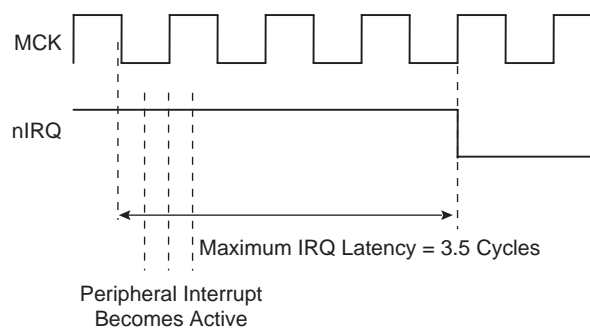 MCK
nIRQ
Maximum IRQ Latency = 3.5 Cycles
Peripheral Interrupt
Becomes Active